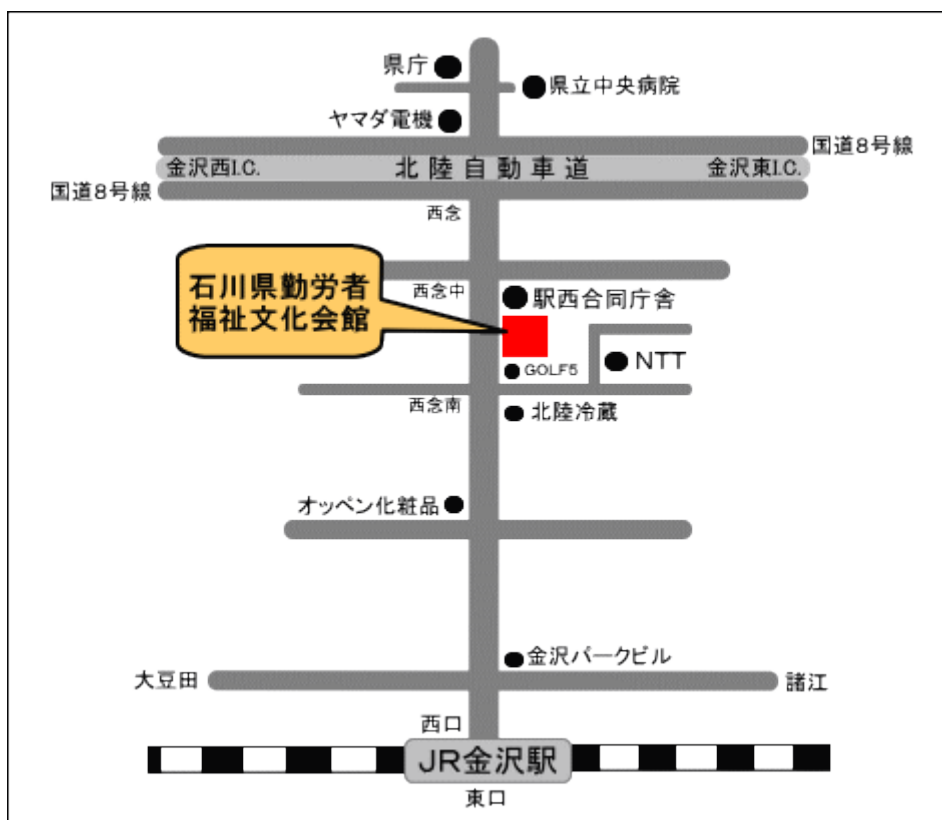 県庁
県立中央病院
ヤマダ電機
国道8号線
金沢西I.C.
北陸自動車道
金沢東I.C.
国道8号線
西念
石川県勤労者
福祉文化会館
西念中
駅西合同庁舎
GOLF5
NTT
西念南
北陸冷蔵
オッペン化粧品
金沢パークビル
大豆田
諸江
西口
JR金沢駅
東口